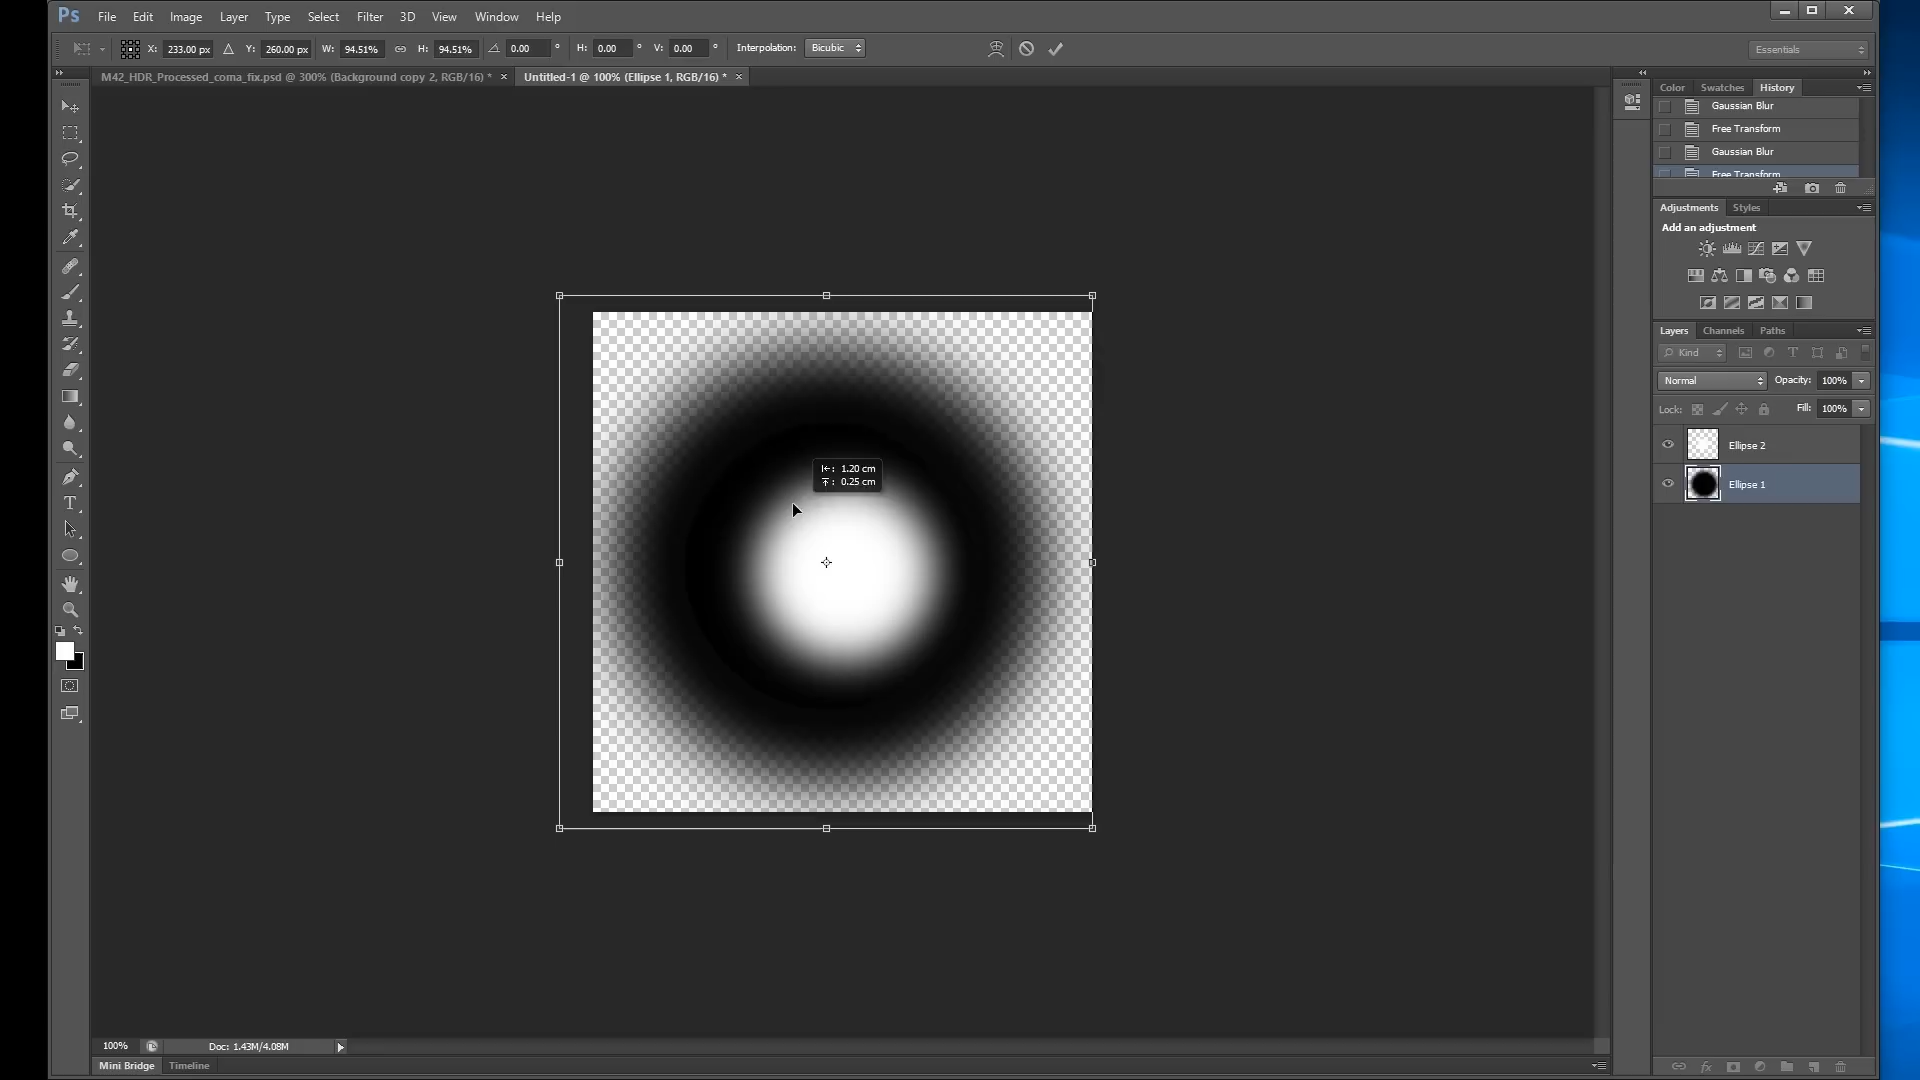 Ps File Edit Image Layer Type Select Filter 3D View Window Help
X: 233.00 px Y: 260.00 px W: 94.51% H: 94.51% 0.00 ° H: 0.00 ° V: 0.00 ° Interpolation: Bicubic Essentials
M42_HDR_Processed_coma_fix.psd @ 300% (Background copy 2, RGB/16) * × Untitled-1 @ 100% (Ellipse 1, RGB/16) * ×
Color Swatches History
Gaussian Blur
Free Transform
Gaussian Blur
Free Transform
Adjustments Styles
Add an adjustment
Layers Channels Paths
Kind
Normal Opacity: 100%
Lock: Fill: 100%
Ellipse 2
Ellipse 1
1.20 cm
0.25 cm
T
100% Doc: 1.43M/4.08M
Mini Bridge Timeline
fx